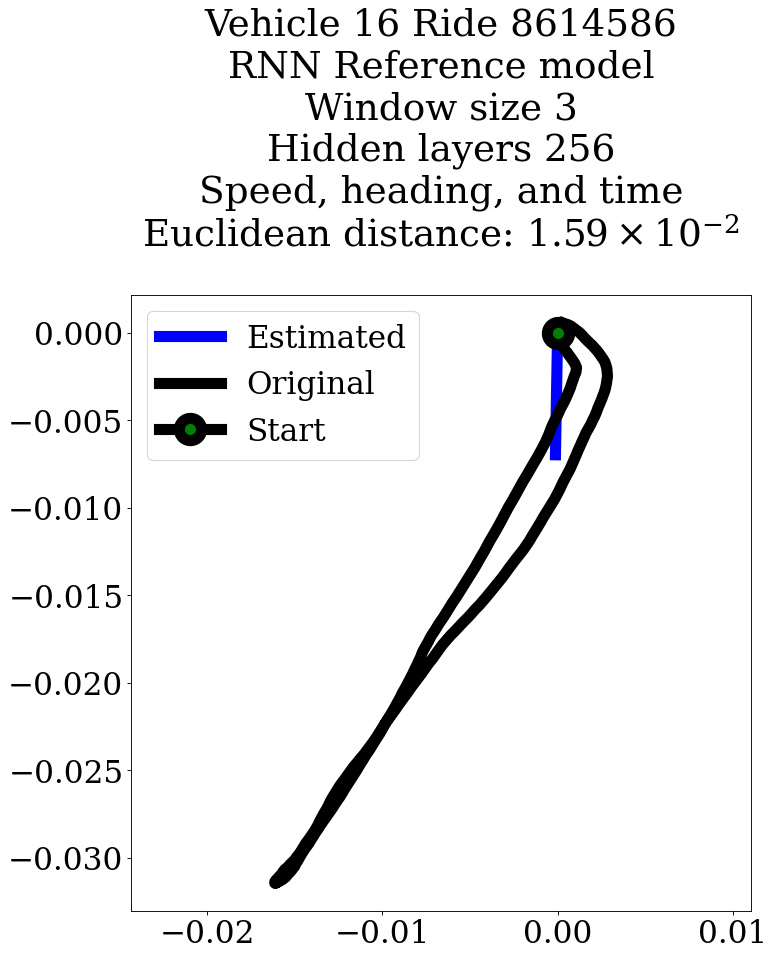 Vehicle 16 Ride 8614586
RNN Reference model
Window size 3
Hidden layers 256
Speed, heading, and time
Euclidean distance: 1.59 × 10⁻²
Estimated
Original
Start
0.000
−0.005
−0.010
−0.015
−0.020
−0.025
−0.030
−0.02
−0.01
0.00
0.01